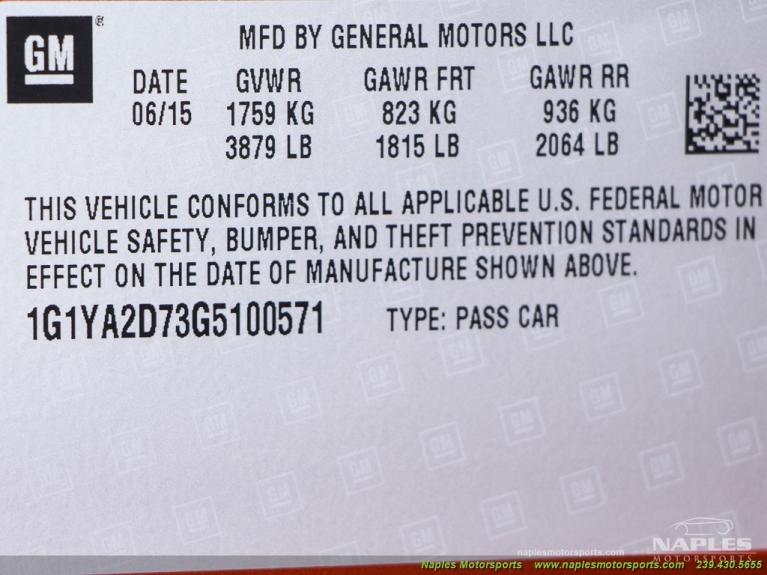 GM ®
MFD BY GENERAL MOTORS LLC
DATE GVWR GAWR FRT GAWR RR
06/15 1759 KG 823 KG 936 KG
3879 LB 1815 LB 2064 LB
THIS VEHICLE CONFORMS TO ALL APPLICABLE U.S. FEDERAL MOTOR
VEHICLE SAFETY, BUMPER, AND THEFT PREVENTION STANDARDS IN
EFFECT ON THE DATE OF MANUFACTURE SHOWN ABOVE.
1G1YA2D73G5100571 TYPE: PASS CAR
NAPLES
MOTORSPORTS
naplesmotorsports.com
Naples Motorsports www.naplesmotorsports.com 239.430.5655